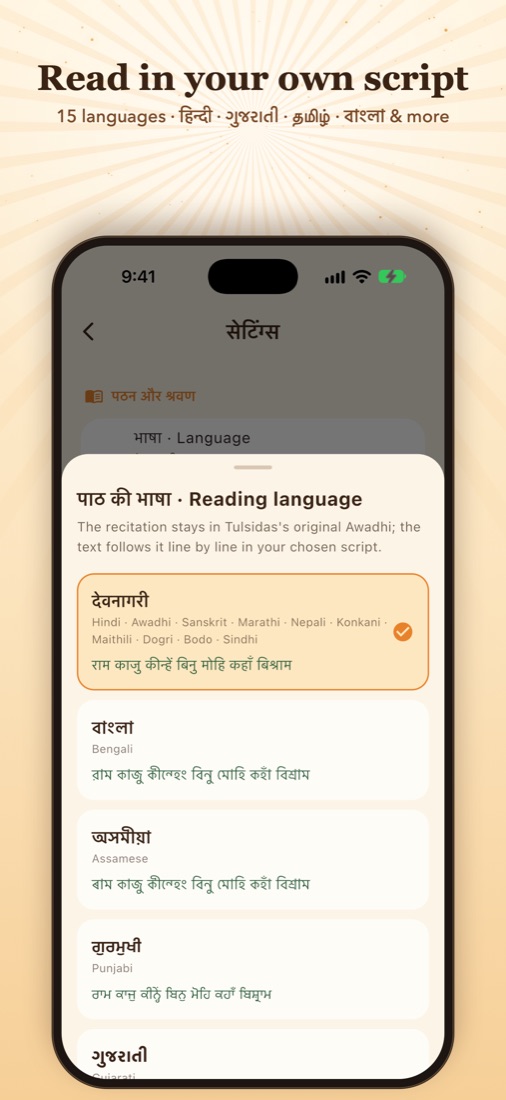 Read in your own script
15 languages · हिन्दी · ગુજરાતી · தமிழ் · বাংলা & more
9:41
सेटिंग्स
पठन और श्रवण
भाषा · Language
पाठ की भाषा · Reading language
The recitation stays in Tulsidas's original Awadhi; the
text follows it line by line in your chosen script.
देवनागरी
Hindi · Awadhi · Sanskrit · Marathi · Nepali · Konkani ·
Maithili · Dogri · Bodo · Sindhi
राम काजु कीन्हें बिनु मोहि कहाँ बिश्राम
বাংলা
Bengali
রাম কাজু কীন্হেং বিনু মোহি কহাঁ বিশ্রাম
অসমীয়া
Assamese
ৰাম কাজু কীন্হেং বিনু মোহি কহাঁ বিশ্ৰাম
ਗੁਰਮੁਖੀ
Punjabi
ਰਾਮ ਕਾਜੁ ਕੀਨ੍ਹੇਂ ਬਿਨੁ ਮੋਹਿ ਕਹਾਁ ਬਿਸ਼੍ਰਾਮ
ગુજરાતી
Gujarati